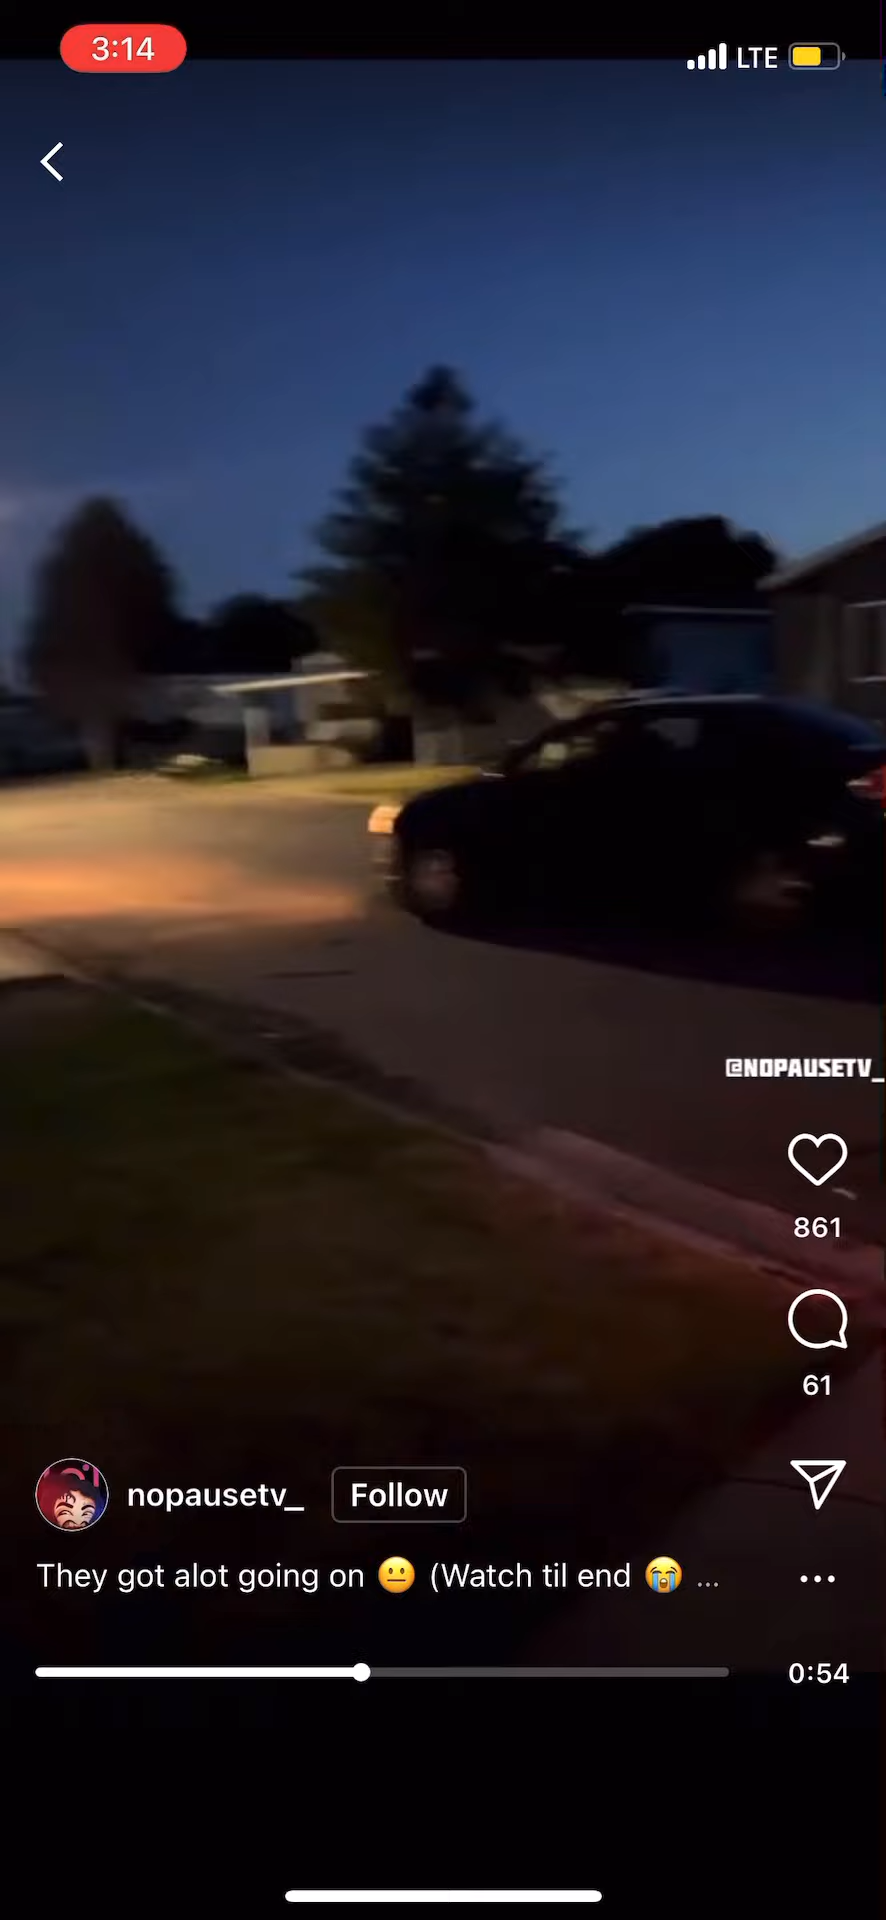 3:14
LTE
@NOPAUSETV_
861
61
nopausetv_
Follow
They got alot going on 😐 (Watch til end 😭 ...
0:54